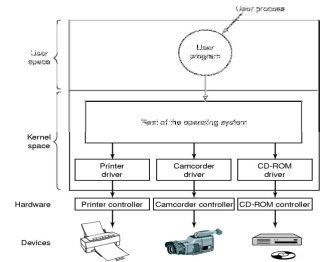 User process
User
space
User
program
Rest of the operating system
Kernel
space
Printer
driver
Camcorder
driver
CD-ROM
driver
Hardware
Printer controller
Camcorder controller
CD-ROM controller
Devices